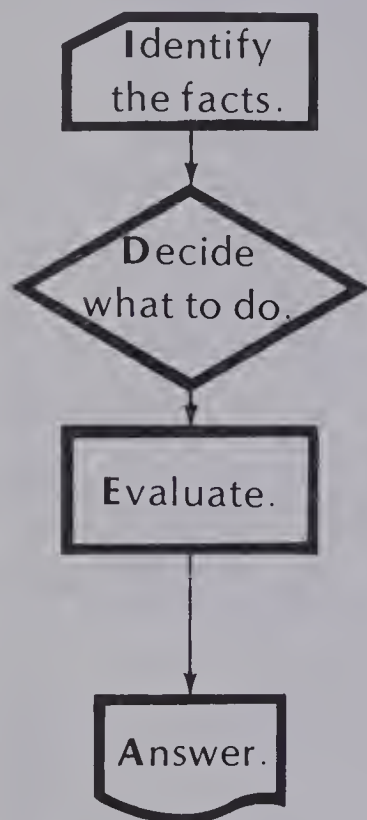 Identify
the facts.
Decide
what to do.
Evaluate.
Answer.